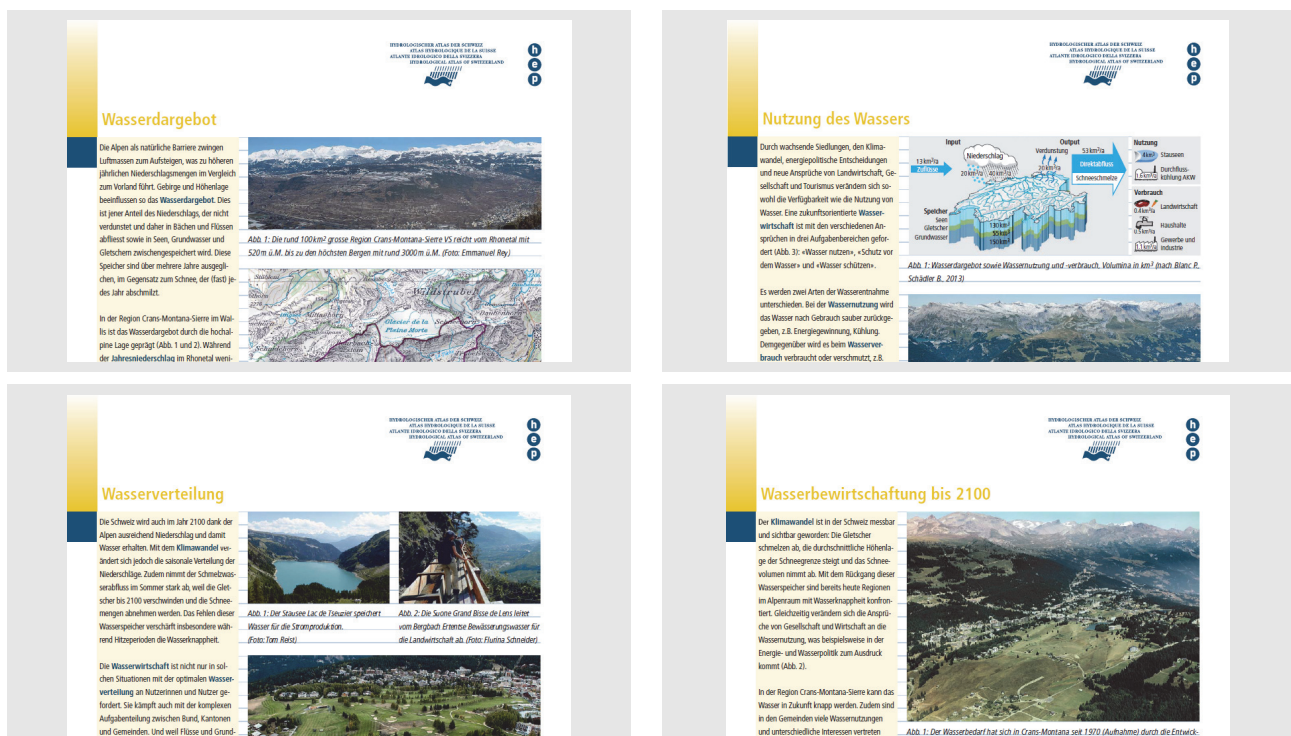 HYDROLOGISCHER ATLAS DER SCHWEIZ
ATLAS HYDROLOGIQUE DE LA SUISSE
ATLANTE IDROLOGICO DELLA SVIZZERA
HYDROLOGICAL ATLAS OF SWITZERLAND
h
e
p
Wasserdargebot
Die Alpen als natürliche Barriere zwingen
Luftmassen zum Aufsteigen, was zu höheren
jährlichen Niederschlagsmengen im Vergleich
zum Vorland führt. Gebirge und Höhenlage
beeinflussen so das Wasserdargebot. Dies
ist jener Anteil des Niederschlags, der nicht
verdunstet und daher in Bächen und Flüssen
abfliesst sowie in Seen, Grundwasser und
Gletschern zwischengespeichert wird. Diese
Speicher sind über mehrere Jahre ausgegli-
chen, im Gegensatz zum Schnee, der (fast) je-
des Jahr abschmilzt.
In der Region Crans-Montana-Sierre im Wal-
lis ist das Wasserdargebot durch die hochal-
pine Lage geprägt (Abb. 1 und 2). Während
der Jahresniederschlag im Rhonetal weni-
Abb. 1: Die rund 100 km² grosse Region Crans-Montana-Sierre VS reicht vom Rhonetal mit
520 m ü.M. bis zu den höchsten Bergen mit rund 3000 m ü.M. (Foto: Emmanuel Rey)
Wildstrubel
Glacier de la
Plaine Morte
HYDROLOGISCHER ATLAS DER SCHWEIZ
ATLAS HYDROLOGIQUE DE LA SUISSE
ATLANTE IDROLOGICO DELLA SVIZZERA
HYDROLOGICAL ATLAS OF SWITZERLAND
h
e
p
Nutzung des Wassers
Durch wachsende Siedlungen, den Klima-
wandel, energiepolitische Entscheidungen
und neue Ansprüche von Landwirtschaft, Ge-
sellschaft und Tourismus verändern sich so-
wohl die Verfügbarkeit wie die Nutzung von
Wasser. Eine zukunftsorientierte Wasser-
wirtschaft ist mit den verschiedenen An-
sprüchen in drei Aufgabenbereichen gefor-
dert (Abb. 3): «Wasser nutzen», «Schutz vor
dem Wasser» und «Wasser schützen».
Es werden zwei Arten der Wasserentnahme
unterschieden. Bei der Wassernutzung wird
das Wasser nach Gebrauch sauber zurückge-
geben, z.B. Energiegewinnung, Kühlung.
Demgegenüber wird es beim Wasserver-
brauch verbraucht oder verschmutzt, z.B.
Input
Output
Nutzung
13 km³/a
Zuflüsse
Niederschlag
20 km³/a 40 km³/a
Verdunstung
20 km³/a
53 km³/a
Direktabfluss
Schneeschmelze
Stauseen
Durchfluss-
kühlung AKW
Verbrauch
0.4 km³/a
Landwirtschaft
0.5 km³/a
Haushalte
1.1 km³/a
Gewerbe und
Industrie
Speicher
Seen
Gletscher
Grundwasser
130 km³
55 km³
150 km³
Abb. 1: Wasserdargebot sowie Wassernutzung und -verbrauch, Volumina in km³ (nach Blanc P.,
Schädler B., 2013)
HYDROLOGISCHER ATLAS DER SCHWEIZ
ATLAS HYDROLOGIQUE DE LA SUISSE
ATLANTE IDROLOGICO DELLA SVIZZERA
HYDROLOGICAL ATLAS OF SWITZERLAND
h
e
p
Wasserverteilung
Die Schweiz wird auch im Jahr 2100 dank der
Alpen ausreichend Niederschlag und damit
Wasser erhalten. Mit dem Klimawandel ver-
ändert sich jedoch die saisonale Verteilung der
Niederschläge. Zudem nimmt der Schmelzwas-
serabfluss im Sommer stark ab, weil die Glet-
scher bis 2100 verschwinden und die Schnee-
mengen abnehmen werden. Das Fehlen dieser
Wasserspeicher verschärft insbesondere wäh-
rend Hitzeperioden die Wasserknappheit.
Die Wasserwirtschaft ist nicht nur in sol-
chen Situationen mit der optimalen Wasser-
verteilung an Nutzerinnen und Nutzer ge-
fordert. Sie kämpft auch mit der komplexen
Aufgabenteilung zwischen Bund, Kantonen
und Gemeinden. Und weil Flüsse und Grund-
Abb. 1: Der Stausee Lac de Tseuzier speichert
Wasser für die Stromproduktion.
(Foto: Tom Reist)
Abb. 2: Die Suone Grand Bisse de Lens leitet
vom Bergbach Ertentse Bewässerungswasser für
die Landwirtschaft ab. (Foto: Flurina Schneider)
HYDROLOGISCHER ATLAS DER SCHWEIZ
ATLAS HYDROLOGIQUE DE LA SUISSE
ATLANTE IDROLOGICO DELLA SVIZZERA
HYDROLOGICAL ATLAS OF SWITZERLAND
h
e
p
Wasserbewirtschaftung bis 2100
Der Klimawandel ist in der Schweiz messbar
und sichtbar geworden: Die Gletscher
schmelzen ab, die durchschnittliche Höhenla-
ge der Schneegrenze steigt und das Schnee-
volumen nimmt ab. Mit dem Rückgang dieser
Wasserspeicher sind bereits heute Regionen
im Alpenraum mit Wasserknappheit konfron-
tiert. Gleichzeitig verändern sich die Ansprü-
che von Gesellschaft und Wirtschaft an die
Wassernutzung, was beispielsweise in der
Energie- und Wasserpolitik zum Ausdruck
kommt (Abb. 2).
In der Region Crans-Montana-Sierre kann das
Wasser in Zukunft knapp werden. Zudem sind
in den Gemeinden viele Wassernutzungen
und unterschiedliche Interessen vertreten
Abb. 1: Der Wasserbedarf hat sich in Crans-Montana seit 1970 (Aufnahme) durch die Entwick-